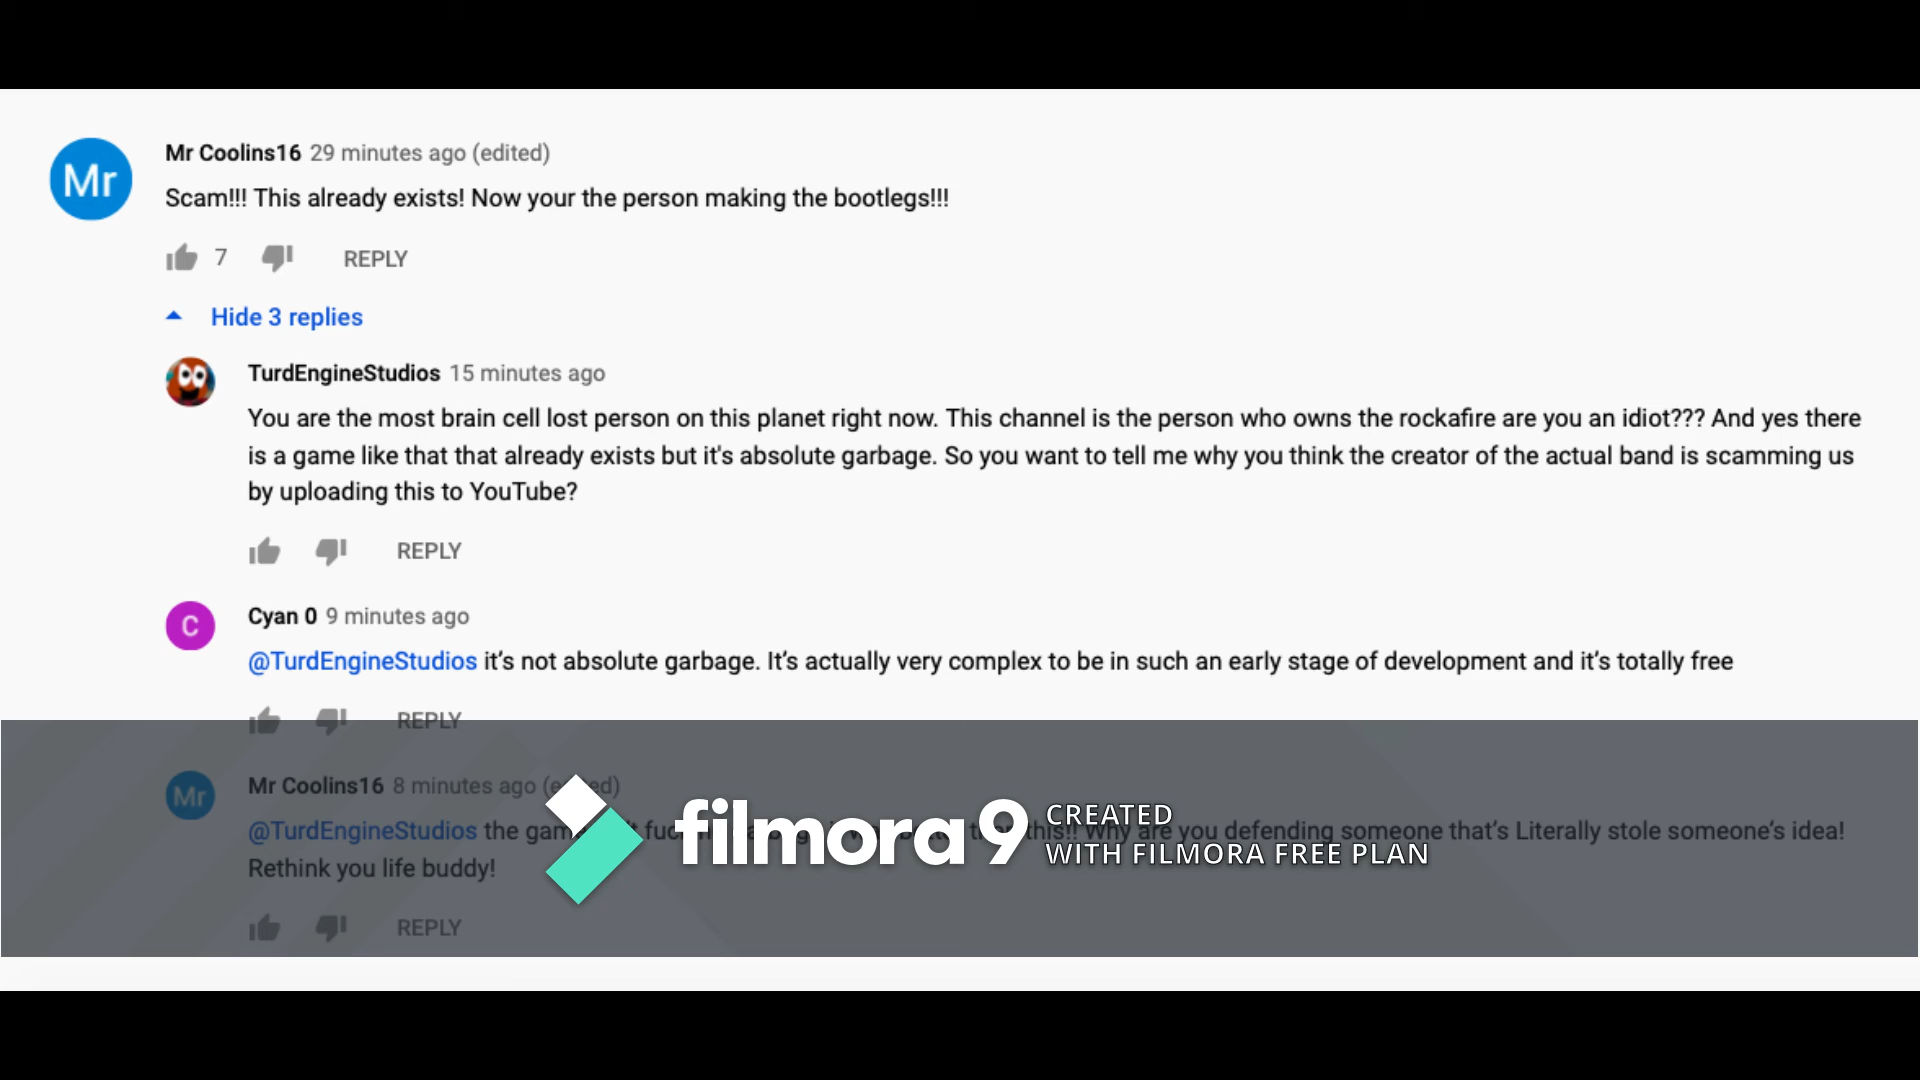 Mr
Mr Coolins16 29 minutes ago (edited)
Scam!!! This already exists! Now your the person making the bootlegs!!!
7 REPLY
Hide 3 replies
TurdEngineStudios 15 minutes ago
You are the most brain cell lost person on this planet right now. This channel is the person who owns the rockafire are you an idiot??? And yes there
is a game like that that already exists but it's absolute garbage. So you want to tell me why you think the creator of the actual band is scamming us
by uploading this to YouTube?
REPLY
C
Cyan 0 9 minutes ago
@TurdEngineStudios it’s not absolute garbage. It’s actually very complex to be in such an early stage of development and it’s totally free
REPLY
Mr
Mr Coolins16 8 minutes ago
@TurdEngineStudios the this!! Why are you defending someone that’s Literally stole someone’s idea!
Rethink you life buddy!
REPLY
filmora9
CREATED
WITH FILMORA FREE PLAN